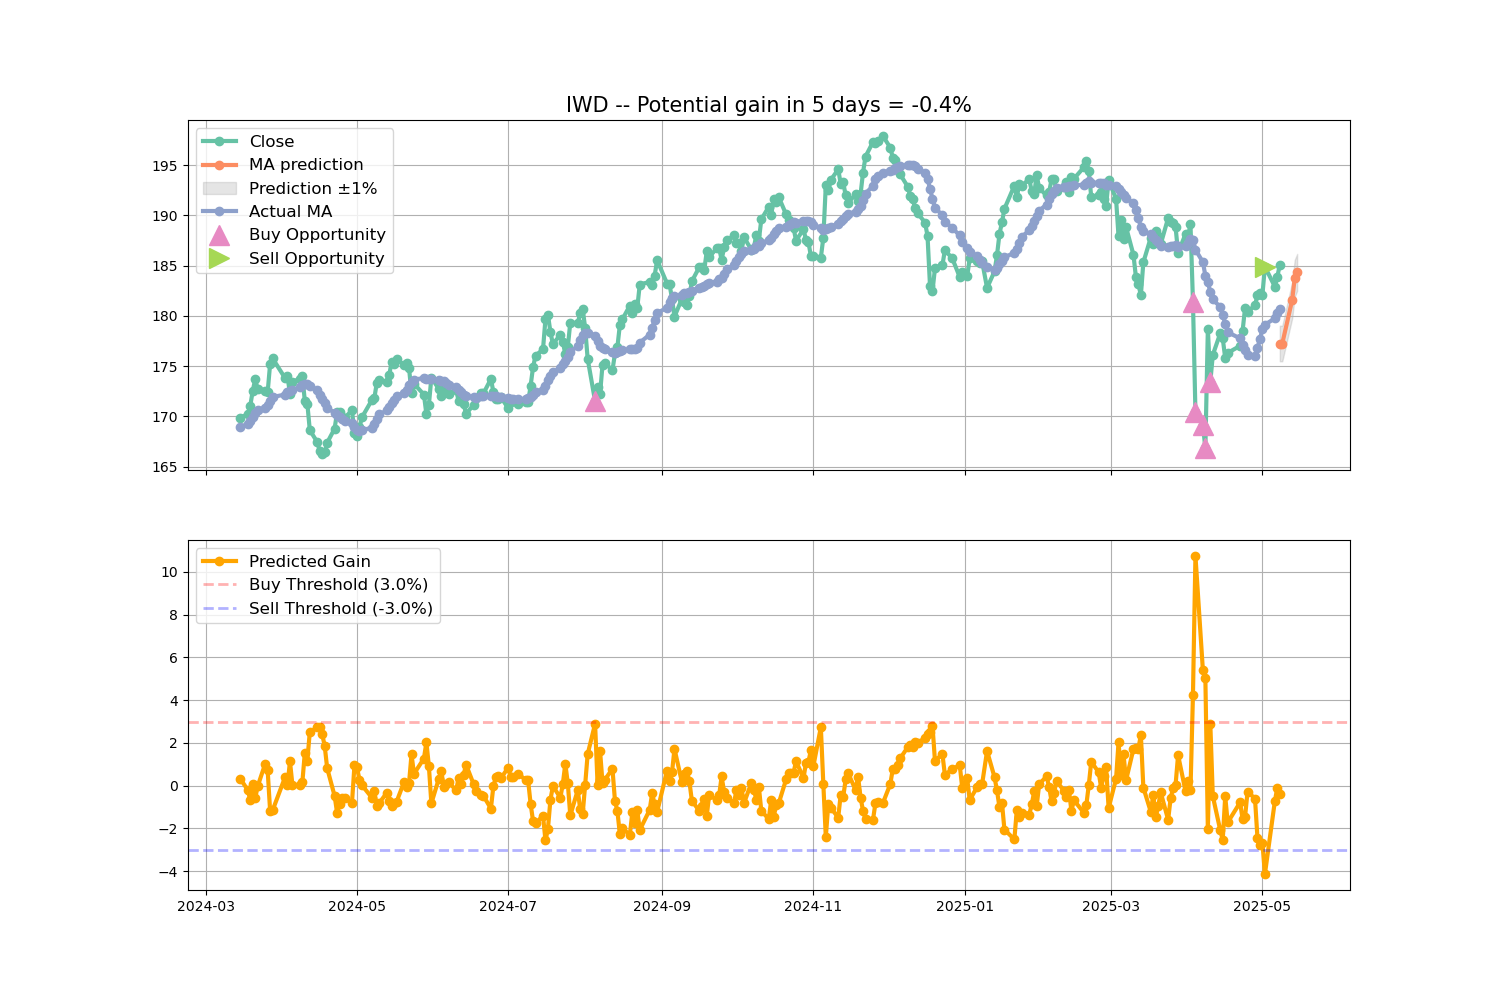 IWD -- Potential gain in 5 days = -0.4%
Close
MA prediction
Prediction ±1%
Actual MA
Buy Opportunity
Sell Opportunity
195
190
185
180
175
170
165
Predicted Gain
Buy Threshold (3.0%)
Sell Threshold (-3.0%)
10
8
6
4
2
0
−2
−4
2024-03 2024-05 2024-07 2024-09 2024-11 2025-01 2025-03 2025-05